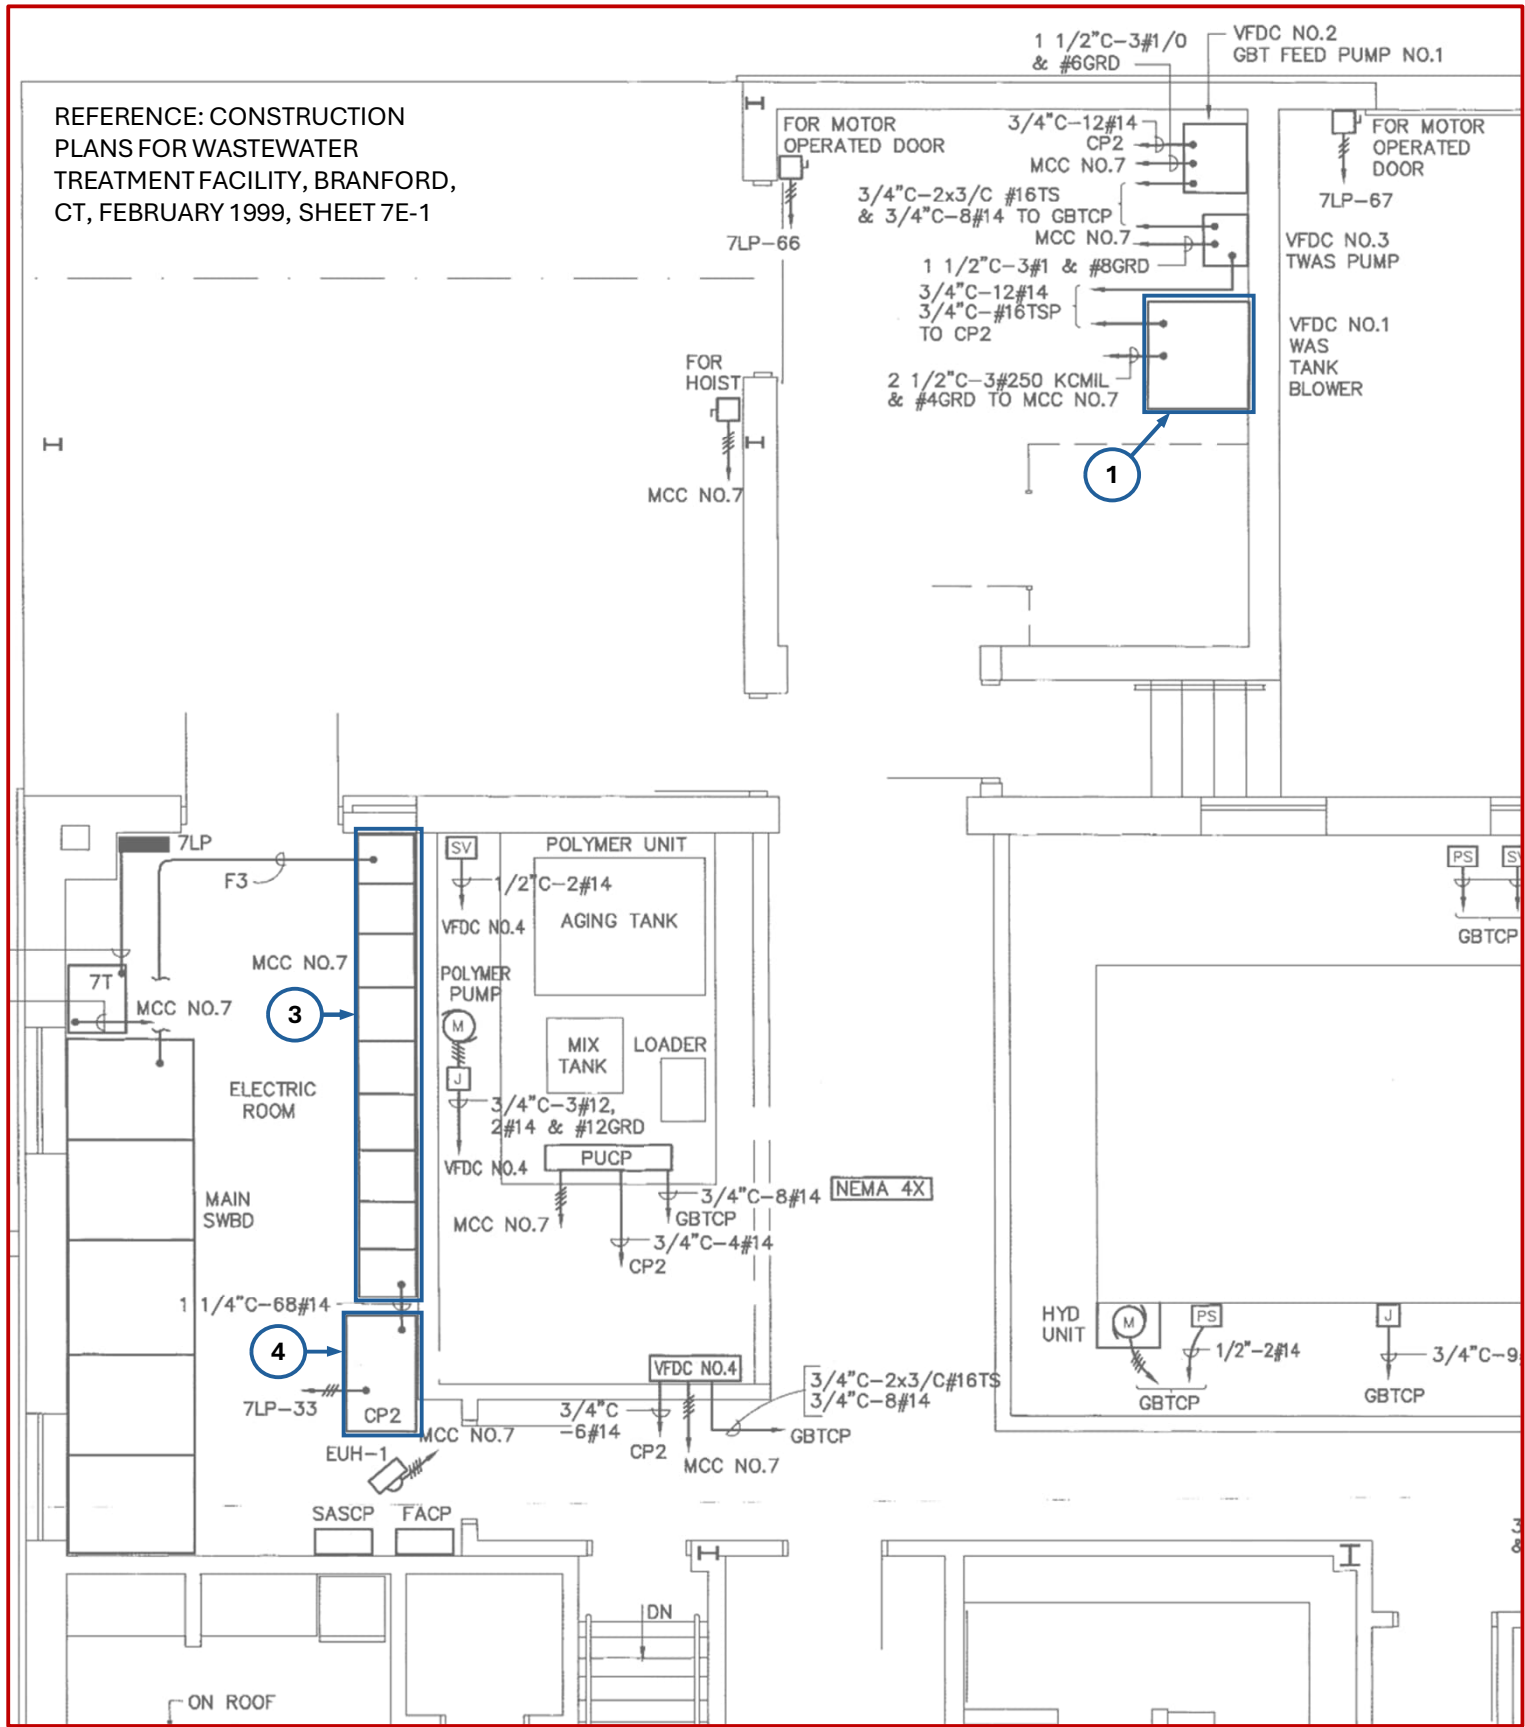 1 1/2"C-3#1/0
& #6GRD
VFDC NO.2
GBT FEED PUMP NO.1
REFERENCE: CONSTRUCTION
PLANS FOR WASTEWATER
TREATMENT FACILITY, BRANFORD,
CT, FEBRUARY 1999, SHEET 7E-1
FOR MOTOR
OPERATED DOOR
7LP-66
3/4"C-12#14
CP2
MCC NO.7
3/4"C-2x3/C #16TS
& 3/4"C-8#14 TO GBTCP
MCC NO.7
1 1/2"C-3#1 & #8GRD
3/4"C-12#14
3/4"C-#16TSP
TO CP2
2 1/2"C-3#250 KCMIL
& #4GRD TO MCC NO.7
FOR MOTOR
OPERATED
DOOR
7LP-67
VFDC NO.3
TWAS PUMP
VFDC NO.1
WAS
TANK
BLOWER
1
FOR
HOIST
MCC NO.7
7LP
F3
MCC NO.7
7T
MCC NO.7
3
ELECTRIC
ROOM
MAIN
SWBD
1 1/4"C-68#14
4
7LP-33
CP2
EUH-1
MCC NO.7
SASCP
FACP
SV
1/2"C-2#14
VFDC NO.4
POLYMER UNIT
AGING TANK
POLYMER
PUMP
M
J
MIX
TANK
LOADER
3/4"C-3#12,
2#14 & #12GRD
VFDC NO.4
PUCP
MCC NO.7
3/4"C-8#14
GBTCP
3/4"C-4#14
CP2
NEMA 4X
VFDC NO.4
3/4"C
-6#14
CP2
MCC NO.7
3/4"C-2x3/C#16TS
3/4"C-8#14
GBTCP
PS
SV
GBTCP
HYD
UNIT
M
PS
1/2"-2#14
GBTCP
J
3/4"C-9
GBTCP
3
&
DN
ON ROOF